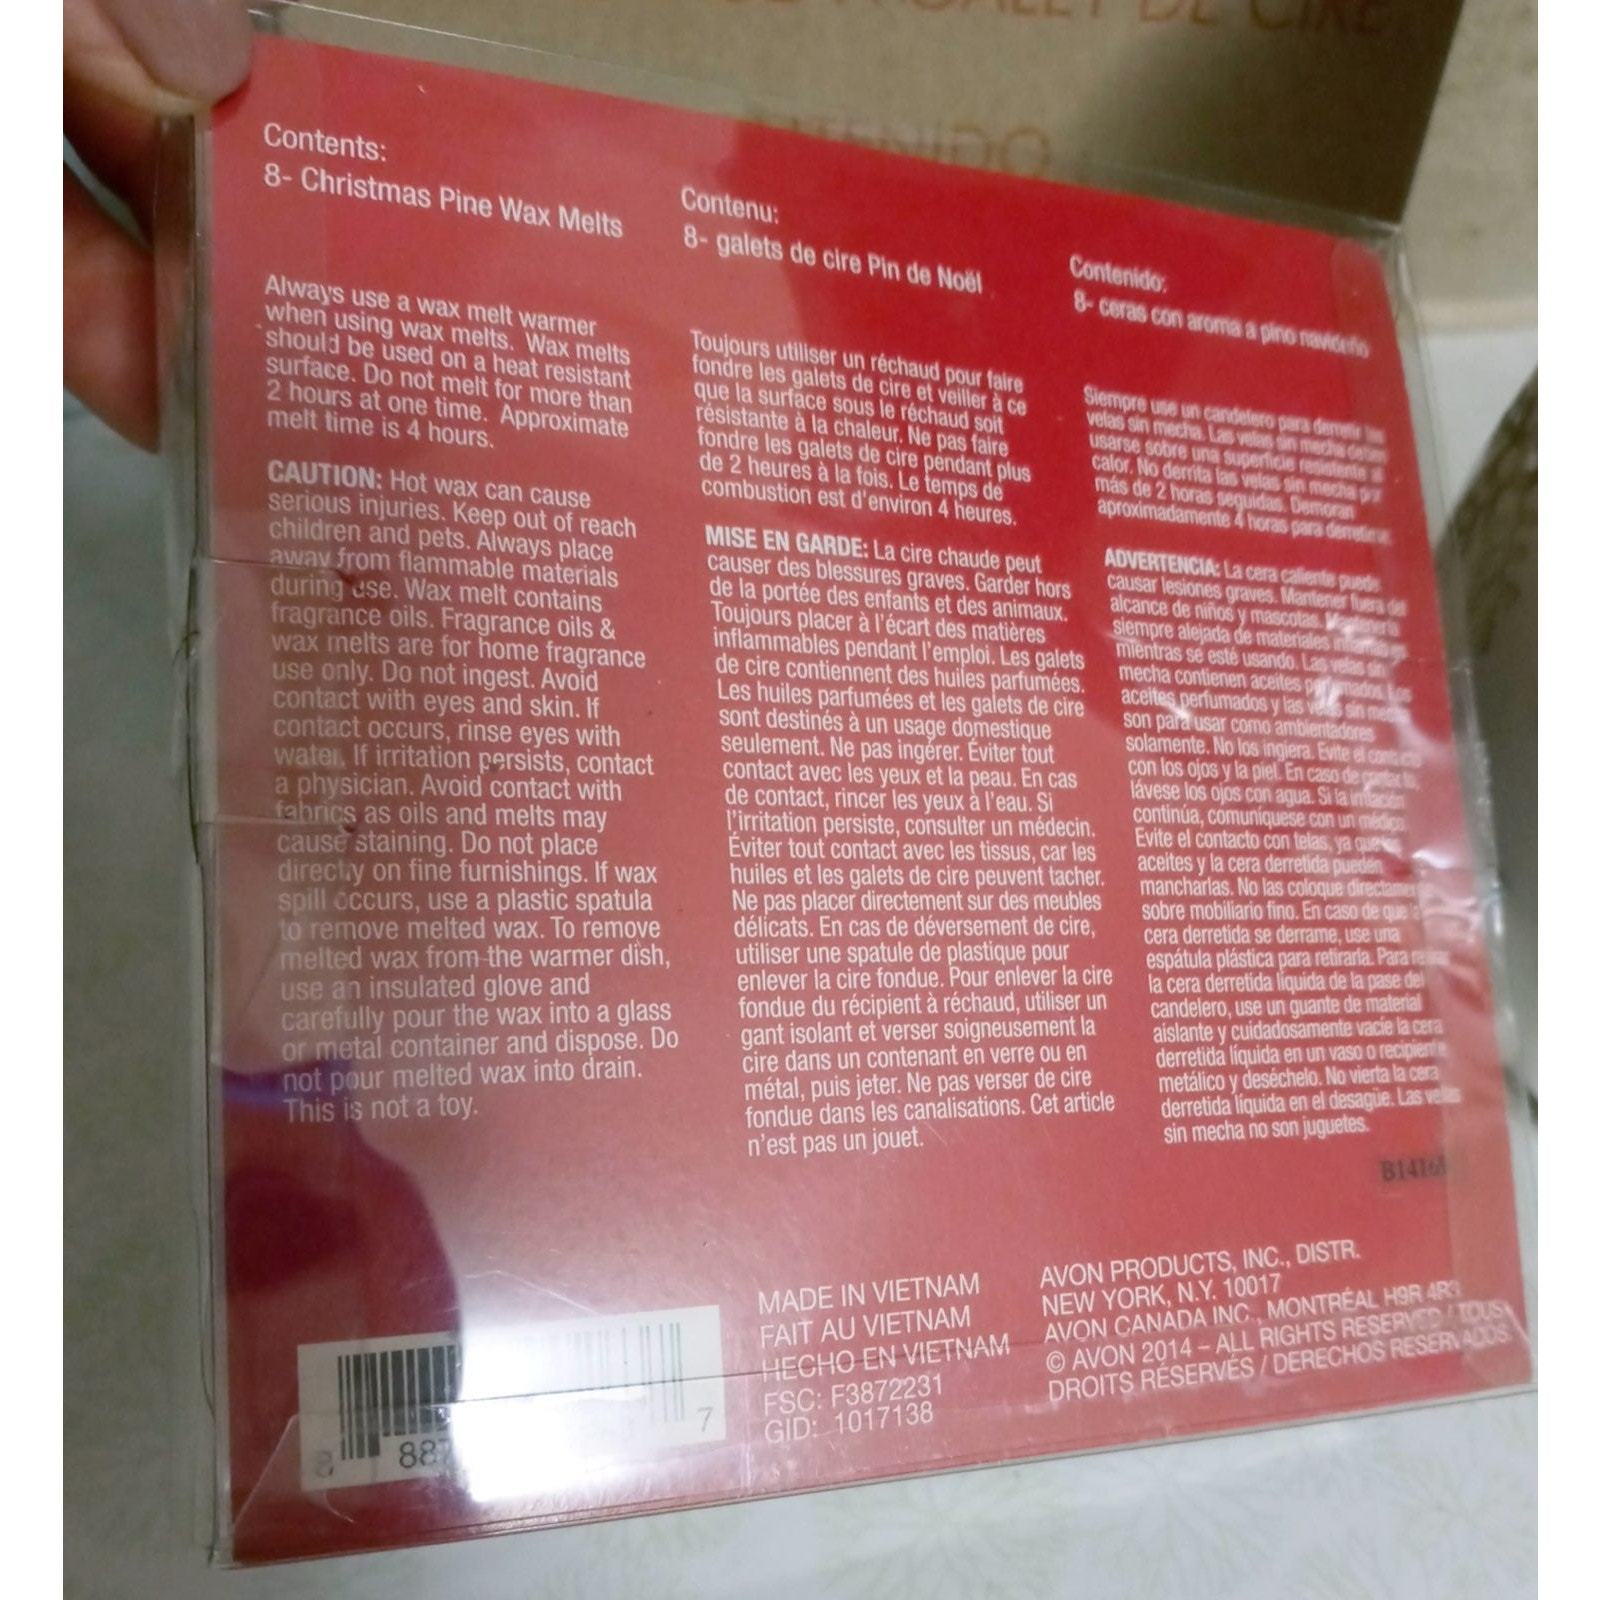 DE CIRE
Contents:
8- Christmas Pine Wax Melts
Always use a wax melt warmer
when using wax melts. Wax melts
should be used on a heat resistant
surface. Do not melt for more than
2 hours at one time. Approximate
melt time is 4 hours.
CAUTION: Hot wax can cause
serious injuries. Keep out of reach
children and pets. Always place
away from flammable materials
during use. Wax melt contains
fragrance oils. Fragrance oils &
wax melts are for home fragrance
use only. Do not ingest. Avoid
contact with eyes and skin. If
contact occurs, rinse eyes with
water. If irritation persists, contact
a physician. Avoid contact with
fabrics as oils and melts may
cause staining. Do not place
directly on fine furnishings. If wax
spill occurs, use a plastic spatula
to remove melted wax. To remove
melted wax from the warmer dish,
use an insulated glove and
carefully pour the wax into a glass
or metal container and dispose. Do
not pour melted wax into drain.
This is not a toy.
Contenu:
8- galets de cire Pin de Noël
Toujours utiliser un réchaud pour faire
fondre les galets de cire et veiller à ce
que la surface sous le réchaud soit
résistante à la chaleur. Ne pas faire
fondre les galets de cire pendant plus
de 2 heures à la fois. Le temps de
combustion est d'environ 4 heures.
MISE EN GARDE: La cire chaude peut
causer des blessures graves. Garder hors
de la portée des enfants et des animaux.
Toujours placer à l'écart des matières
inflammables pendant l'emploi. Les galets
de cire contiennent des huiles parfumées.
Les huiles parfumées et les galets de cire
sont destinés à un usage domestique
seulement. Ne pas ingérer. Éviter tout
contact avec les yeux et la peau. En cas
de contact, rincer les yeux à l'eau. Si
l'irritation persiste, consulter un médecin.
Éviter tout contact avec les tissus, car les
huiles et les galets de cire peuvent tacher.
Ne pas placer directement sur des meubles
délicats. En cas de déversement de cire,
utiliser une spatule de plastique pour
enlever la cire fondue. Pour enlever la cire
fondue du récipient à réchaud, utiliser un
gant isolant et verser soigneusement la
cire dans un contenant en verre ou en
métal, puis jeter. Ne pas verser de cire
fondue dans les canalisations. Cet article
n'est pas un jouet.
Contenido:
8- ceras con aroma a pino navideño
Siempre use un candelero para derretir las
velas sin mecha. Las velas sin mecha deben
usarse sobre una superficie resistente al
calor. No derrita las velas sin mecha por
más de 2 horas seguidas. Demoran
aproximadamente 4 horas para derretirse.
ADVERTENCIA: La cera caliente puede
causar lesiones graves. Mantener fuera del
alcance de niños y mascotas.
siempre alejada de materiales
mientras se esté usando. Las velas sin
mecha contienen aceites perfumados. Los
aceites perfumados y las velas sin mecha
son para usar como ambientadores
solamente. No los ingiera. Evite el contacto
con los ojos y la piel. En caso de contacto,
lávese los ojos con agua. Si la irritación
continúa, comuníquese con un médico.
Evite el contacto con telas, ya que los
aceites y la cera derretida pueden
mancharlas. No las coloque directamente
sobre mobiliario fino. En caso de que la
cera derretida se derrame, use una
espátula plástica para retirarla. Para retirar
la cera derretida líquida de la pase del
candelero, use un guante de material
aislante y cuidadosamente vacíe la cera
derretida líquida en un vaso o recipiente
metálico y deséchelo. No vierta la cera
derretida líquida en el desagüe. Las velas
sin mecha no son juguetes.
MADE IN VIETNAM
FAIT AU VIETNAM
HECHO EN VIETNAM
FSC: F3872231
GID: 1017138
AVON PRODUCTS, INC., DISTR.
NEW YORK, N.Y. 10017
AVON CANADA INC., MONTRÉAL H9R 4R3
© AVON 2014 – ALL RIGHTS RESERVED / TOUS
DROITS RÉSERVÉS / DERECHOS RESERVADOS
8 7